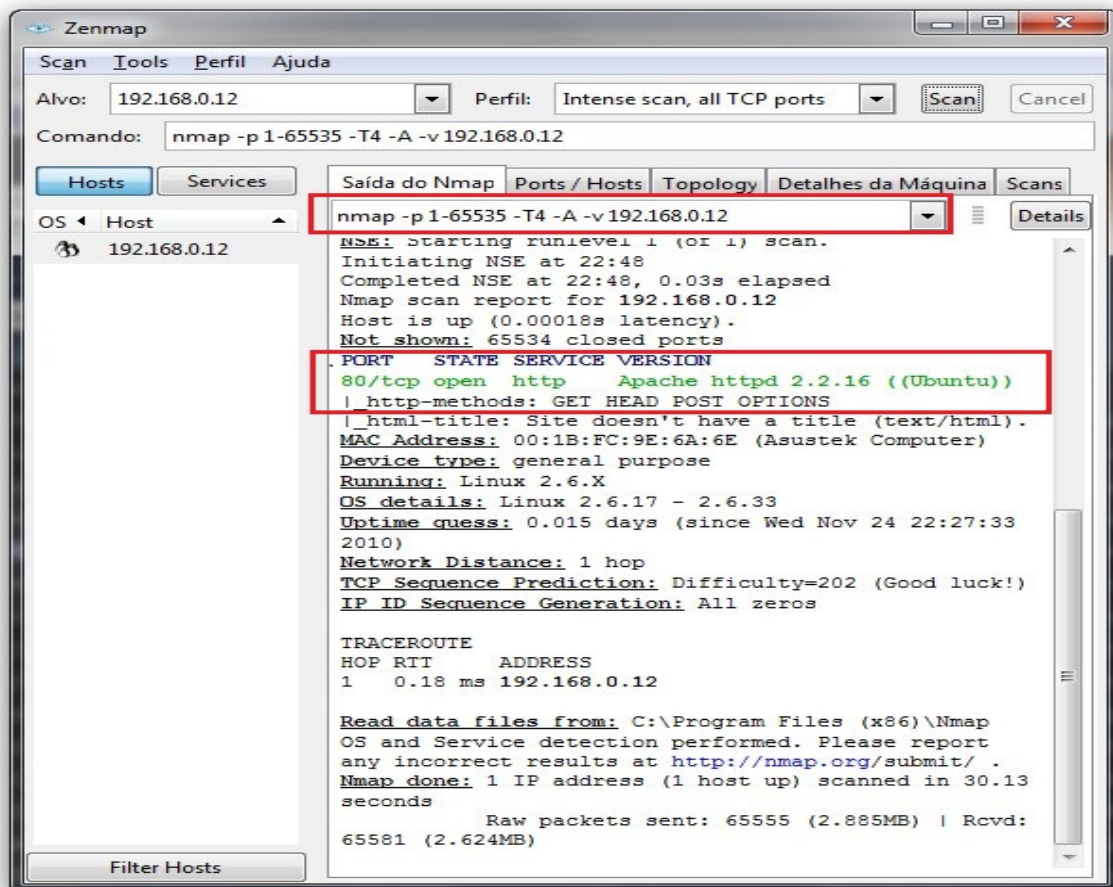 Zenmap
Scan Tools Perfil Ajuda
Alvo: 192.168.0.12 Perfil: Intense scan, all TCP ports Scan Cancel
Comando: nmap -p 1-65535 -T4 -A -v 192.168.0.12
Hosts Services
OS Host
192.168.0.12
Filter Hosts
Saída do Nmap Ports / Hosts Topology Detalhes da Máquina Scans
nmap -p 1-65535 -T4 -A -v 192.168.0.12 Details
NSE: Starting runlevel 1 (of 1) scan.
Initiating NSE at 22:48
Completed NSE at 22:48, 0.03s elapsed
Nmap scan report for 192.168.0.12
Host is up (0.00018s latency).
Not shown: 65534 closed ports
PORT STATE SERVICE VERSION
80/tcp open http Apache httpd 2.2.16 ((Ubuntu))
|_http-methods: GET HEAD POST OPTIONS
|_html-title: Site doesn't have a title (text/html).
MAC Address: 00:1B:FC:9E:6A:6E (Asustek Computer)
Device type: general purpose
Running: Linux 2.6.X
OS details: Linux 2.6.17 - 2.6.33
Uptime guess: 0.015 days (since Wed Nov 24 22:27:33
2010)
Network Distance: 1 hop
TCP Sequence Prediction: Difficulty=202 (Good luck!)
IP ID Sequence Generation: All zeros
TRACEROUTE
HOP RTT ADDRESS
1 0.18 ms 192.168.0.12
Read data files from: C:\Program Files (x86)\Nmap
OS and Service detection performed. Please report
any incorrect results at http://nmap.org/submit/ .
Nmap done: 1 IP address (1 host up) scanned in 30.13
seconds
Raw packets sent: 65555 (2.885MB) | Rcvd:
65581 (2.624MB)